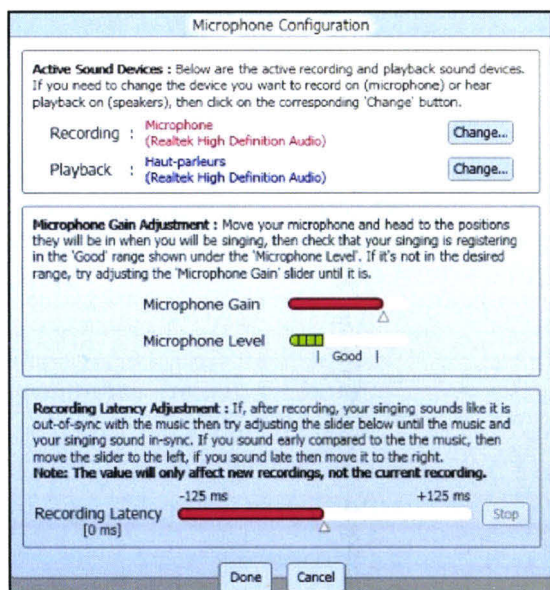 Microphone Configuration
Active Sound Devices : Below are the active recording and playback sound devices.
If you need to change the device you want to record on (microphone) or hear
playback on (speakers), then click on the corresponding 'Change' button.
Recording : Microphone
(Realtek High Definition Audio)
Change...
Playback : Haut-parleurs
(Realtek High Definition Audio)
Change...
Microphone Gain Adjustment : Move your microphone and head to the positions
they will be in when you will be singing, then check that your singing is registering
in the 'Good' range shown under the 'Microphone Level'. If it's not in the desired
range, try adjusting the 'Microphone Gain' slider until it is.
Microphone Gain
Microphone Level
| Good |
Recording Latency Adjustment : If, after recording, your singing sounds like it is
out-of-sync with the music then try adjusting the slider below until the music and
your singing sound in-sync. If you sound early compared to the the music, then
move the slider to the left, if you sound late then move it to the right.
Note: The value will only affect new recordings, not the current recording.
-125 ms +125 ms
Recording Latency
[0 ms]
Stop
Done Cancel